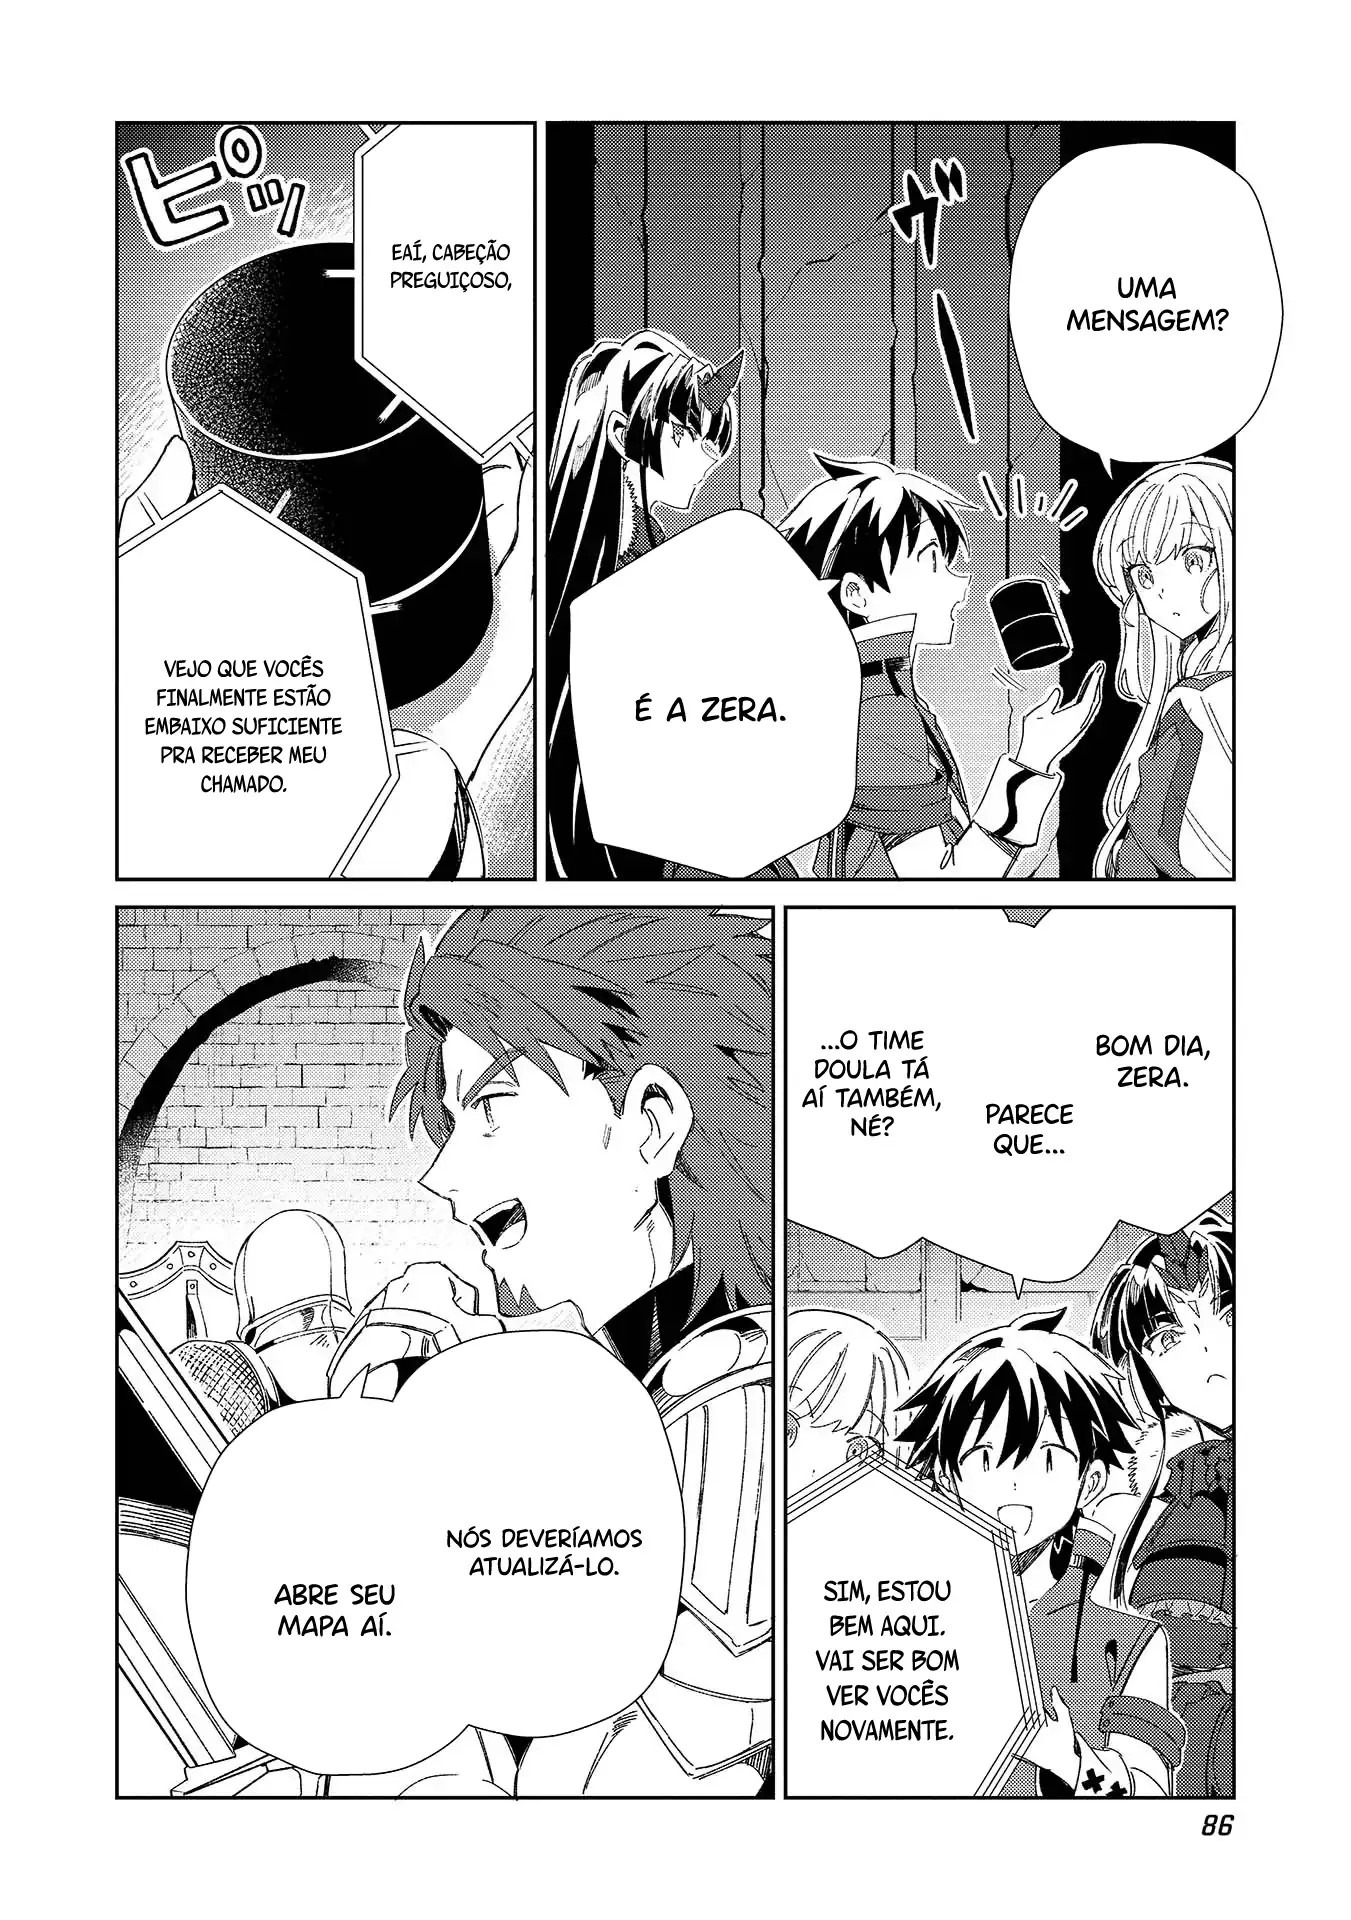 UMA
MENSAGEM?
ヴー
É A ZERA.
ピッ
EAÍ, CABEÇÃO
PREGUIÇOSO,
VEJO QUE VOCÊS
FINALMENTE ESTÃO
EMBAIXO SUFICIENTE
PRA RECEBER MEU
CHAMADO.
BOM DIA,
ZERA.
PARECE
QUE...
...O TIME
DOULA TÁ
AÍ TAMBÉM,
NÉ?
SIM, ESTOU
BEM AQUI.
VAI SER BOM
VER VOCÊS
NOVAMENTE.
NÓS DEVERÍAMOS
ATUALIZÁ-LO.
ABRE SEU
MAPA AÍ.
86